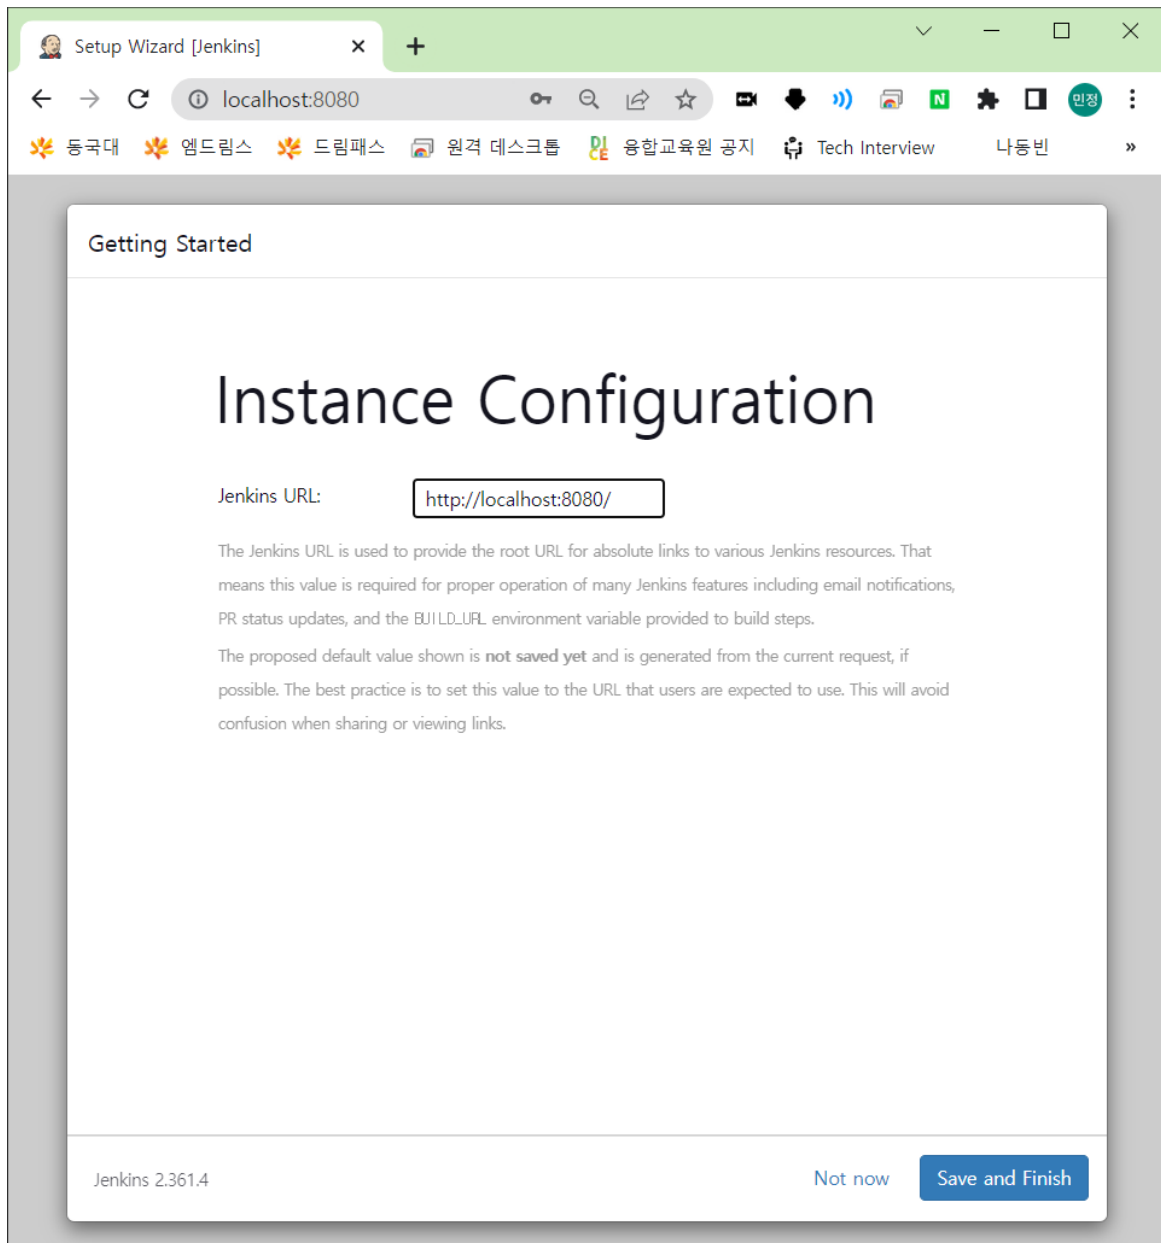 Setup Wizard [Jenkins]
localhost:8080
민정
동국대 엠드림스 드림패스 원격 데스크톱 DICE 융합교육원 공지 Tech Interview 나동빈 »
Getting Started
Instance Configuration
Jenkins URL: http://localhost:8080/
The Jenkins URL is used to provide the root URL for absolute links to various Jenkins resources. That
means this value is required for proper operation of many Jenkins features including email notifications,
PR status updates, and the BUILD_URL environment variable provided to build steps.
The proposed default value shown is not saved yet and is generated from the current request, if
possible. The best practice is to set this value to the URL that users are expected to use. This will avoid
confusion when sharing or viewing links.
Jenkins 2.361.4 Not now Save and Finish